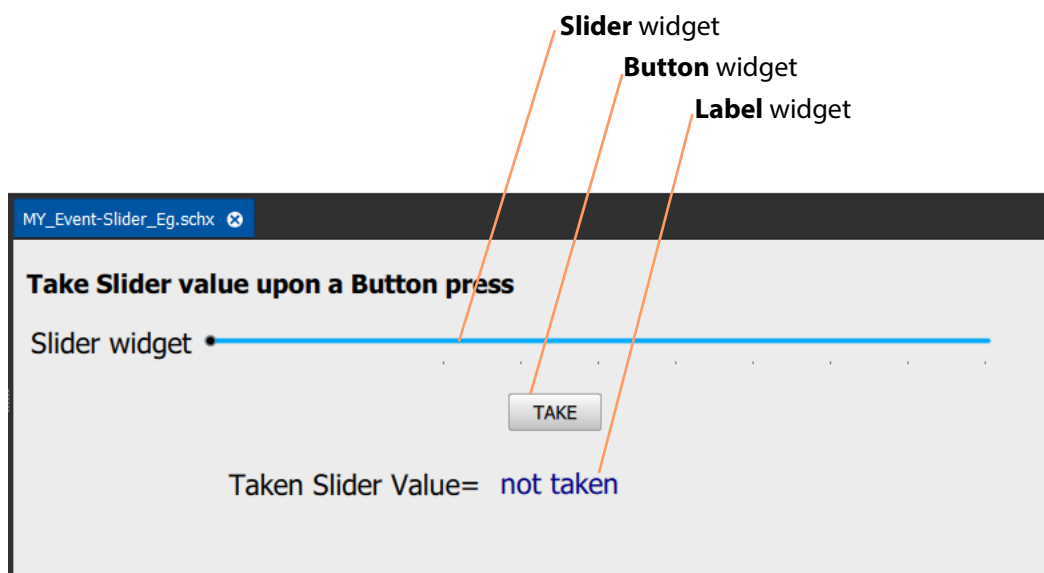 Slider widget
Button widget
Label widget
MY_Event-Slider_Eg.schx
Take Slider value upon a Button press
Slider widget
TAKE
Taken Slider Value= not taken